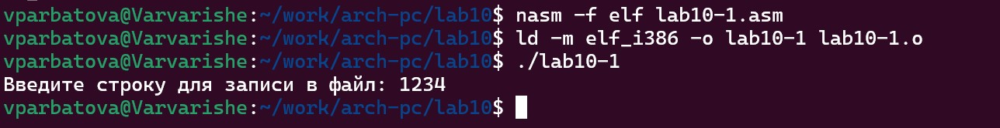 vparbatova@Varvarishe:~/work/arch-pc/lab10$ nasm -f elf lab10-1.asm
vparbatova@Varvarishe:~/work/arch-pc/lab10$ ld -m elf_i386 -o lab10-1 lab10-1.o
vparbatova@Varvarishe:~/work/arch-pc/lab10$ ./lab10-1
Введите строку для записи в файл: 1234
vparbatova@Varvarishe:~/work/arch-pc/lab10$